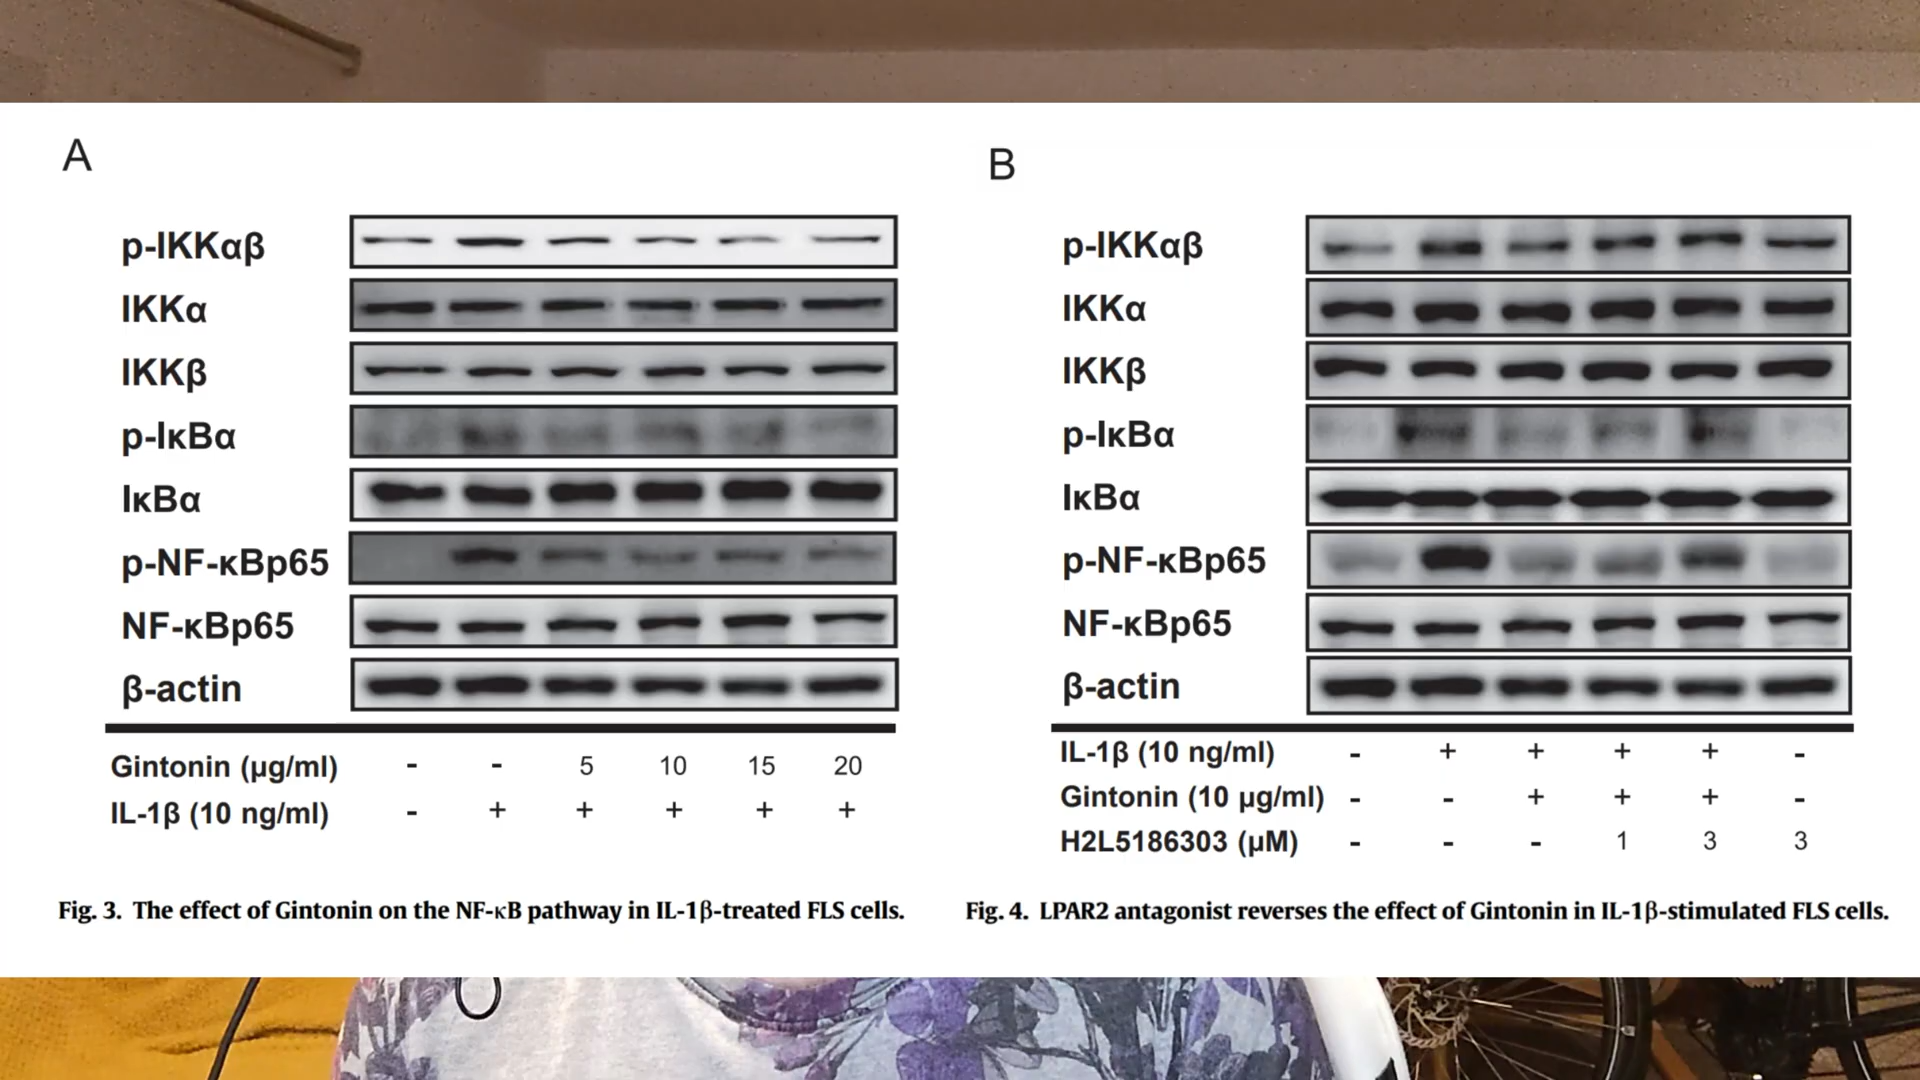 A
p-IKKαβ
IKKα
IKKβ
p-IκBα
IκBα
p-NF-κBp65
NF-κBp65
β-actin
Gintonin (μg/ml) - - 5 10 15 20
IL-1β (10 ng/ml) - + + + + +
Fig. 3. The effect of Gintonin on the NF-κB pathway in IL-1β-treated FLS cells.
B
p-IKKαβ
IKKα
IKKβ
p-IκBα
IκBα
p-NF-κBp65
NF-κBp65
β-actin
IL-1β (10 ng/ml) - + + + + -
Gintonin (10 μg/ml) - - + + + -
H2L5186303 (μM) - - - 1 3 3
Fig. 4. LPAR2 antagonist reverses the effect of Gintonin in IL-1β-stimulated FLS cells.